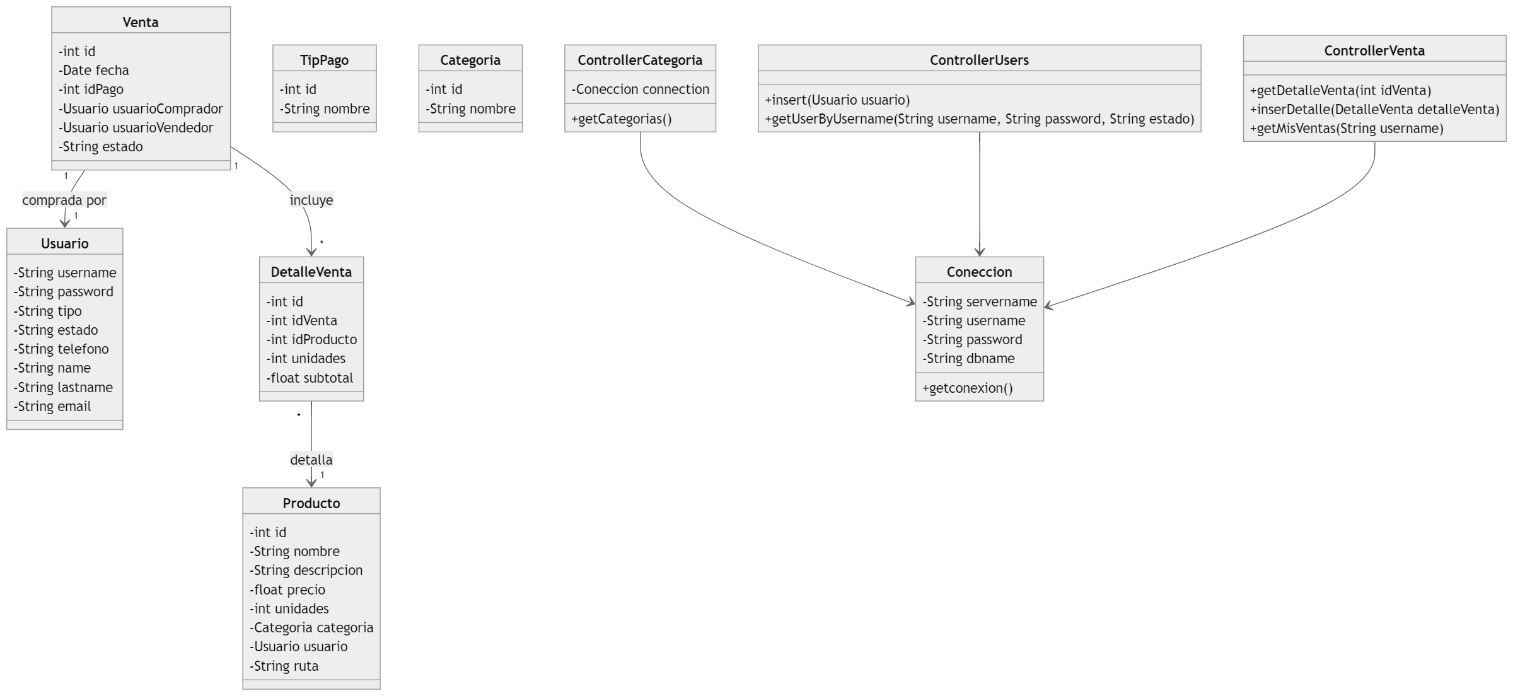 Venta
-int id
-Date fecha
-int idPago
-Usuario usuarioComprador
-Usuario usuarioVendedor
-String estado
TipPago
-int id
-String nombre
Categoria
-int id
-String nombre
ControllerCategoria
-Coneccion connection
+getCategorias()
ControllerUsers
+insert(Usuario usuario)
+getUserByUsername(String username, String password, String estado)
ControllerVenta
+getDetalleVenta(int idVenta)
+inserDetalle(DetalleVenta detalleVenta)
+getMisVentas(String username)
1
comprada por
1
1
incluye
*
Usuario
-String username
-String password
-String tipo
-String estado
-String telefono
-String name
-String lastname
-String email
DetalleVenta
-int id
-int idVenta
-int idProducto
-int unidades
-float subtotal
Coneccion
-String servername
-String username
-String password
-String dbname
+getconexion()
*
detalla
1
Producto
-int id
-String nombre
-String descripcion
-float precio
-int unidades
-Categoria categoria
-Usuario usuario
-String ruta